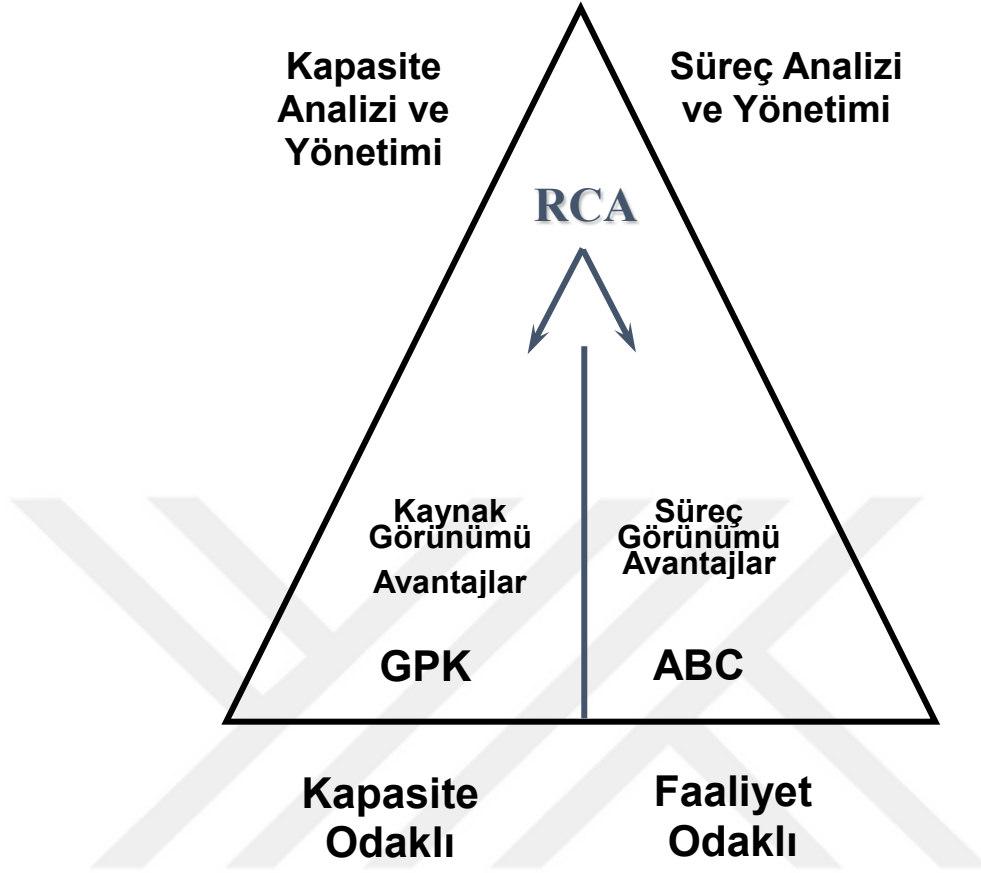 Kapasite
Analizi ve
Yönetimi
Süreç Analizi
ve Yönetimi
RCA
Kaynak
Görünümü
Avantajlar
Süreç
Görünümü
Avantajlar
GPK
ABC
Kapasite
Odaklı
Faaliyet
Odaklı